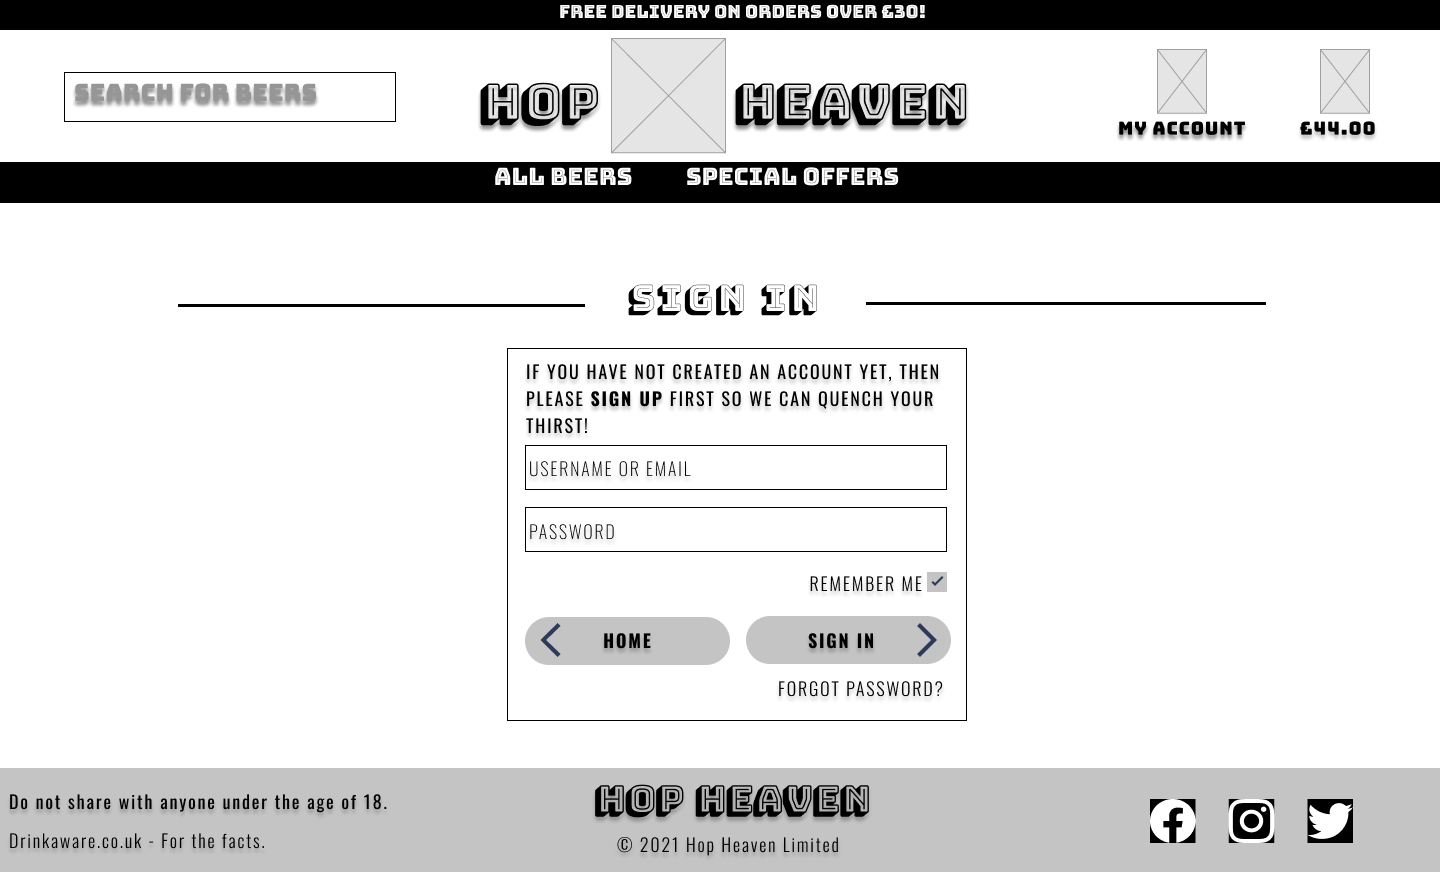 FREE DELIVERY ON ORDERS OVER £30!
SEARCH FOR BEERS
HOP HEAVEN
MY ACCOUNT
£44.00
ALL BEERS SPECIAL OFFERS
SIGN IN
IF YOU HAVE NOT CREATED AN ACCOUNT YET, THEN
PLEASE SIGN UP FIRST SO WE CAN QUENCH YOUR
THIRST!
USERNAME OR EMAIL
PASSWORD
REMEMBER ME
HOME
SIGN IN
FORGOT PASSWORD?
Do not share with anyone under the age of 18.
Drinkaware.co.uk - For the facts.
HOP HEAVEN
© 2021 Hop Heaven Limited